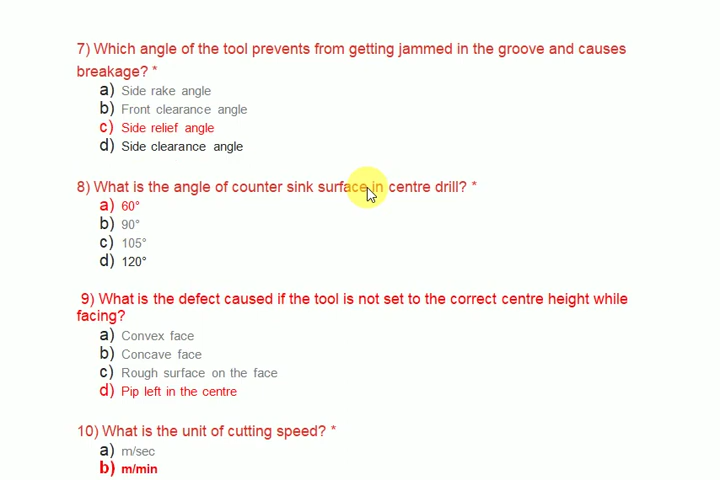 7) Which angle of the tool prevents from getting jammed in the groove and causes
breakage? *
a) Side rake angle
b) Front clearance angle
c) Side relief angle
d) Side clearance angle
8) What is the angle of counter sink surface in centre drill? *
a) 60°
b) 90°
c) 105°
d) 120°
9) What is the defect caused if the tool is not set to the correct centre height while
facing?
a) Convex face
b) Concave face
c) Rough surface on the face
d) Pip left in the centre
10) What is the unit of cutting speed? *
a) m/sec
b) m/min